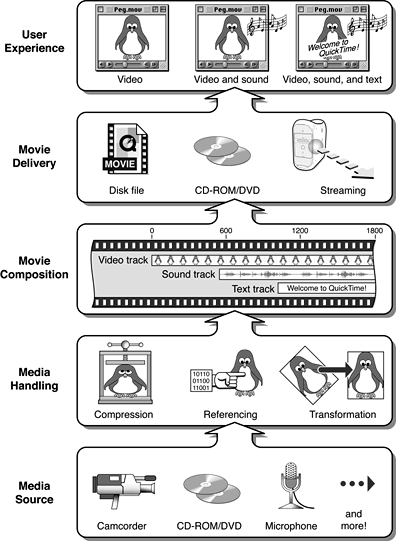 User
Experience
Peg.mov
Peg.mov
Peg.mov
Welcome to
QuickTime!
Video
Video and sound
Video, sound, and text
Movie
Delivery
MOVIE
Disk file
CD-ROM/DVD
Streaming
0
600
1200
1800
Movie
Composition
Video track
Sound track
Text track
Welcome to QuickTime!
Media
Handling
10110
01100
11001
Compression
Referencing
Transformation
Media
Source
Camcorder
CD-ROM/DVD
Microphone
and
more!